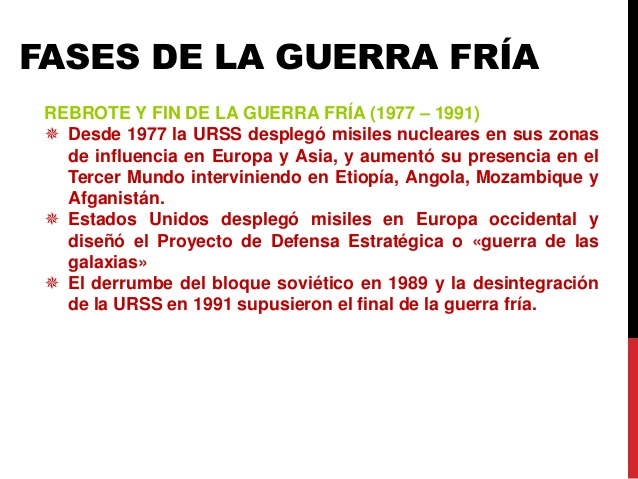 FASES DE LA GUERRA FRÍA
REBROTE Y FIN DE LA GUERRA FRÍA (1977 – 1991)
Desde 1977 la URSS desplegó misiles nucleares en sus zonas
de influencia en Europa y Asia, y aumentó su presencia en el
Tercer Mundo interviniendo en Etiopía, Angola, Mozambique y
Afganistán.
Estados Unidos desplegó misiles en Europa occidental y
diseñó el Proyecto de Defensa Estratégica o «guerra de las
galaxias»
El derrumbe del bloque soviético en 1989 y la desintegración
de la URSS en 1991 supusieron el final de la guerra fría.